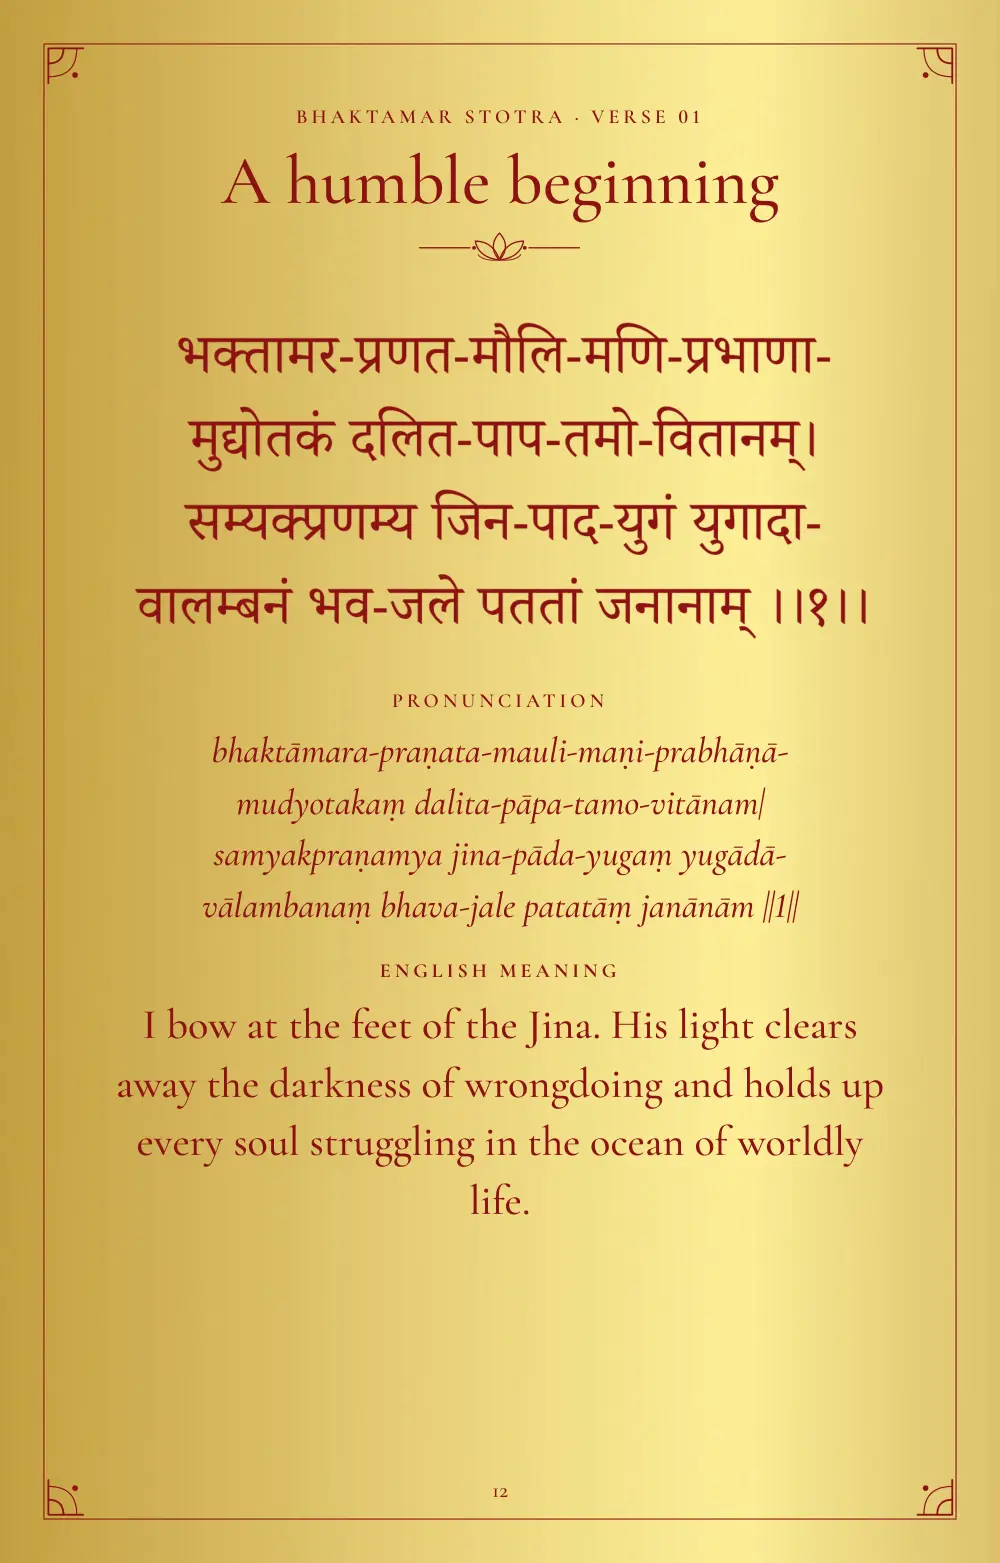 BHAKTAMAR STOTRA · VERSE 01
A humble beginning
भक्तामर-प्रणत-मौलि-मणि-प्रभाणा-
मुद्योतकं दलित-पाप-तमो-वितानम्।
सम्यक्प्रणम्य जिन-पाद-युगं युगादा-
वालम्बनं भव-जले पततां जनानाम् ।।१।।
PRONUNCIATION
bhaktāmara-praṇata-mauli-maṇi-prabhāṇā-
mudyotakaṃ dalita-pāpa-tamo-vitānam|
samyakpraṇamya jina-pāda-yugaṃ yugādā-
vālambanaṃ bhava-jale patatāṃ janānām ||1||
ENGLISH MEANING
I bow at the feet of the Jina. His light clears
away the darkness of wrongdoing and holds up
every soul struggling in the ocean of worldly
life.
12